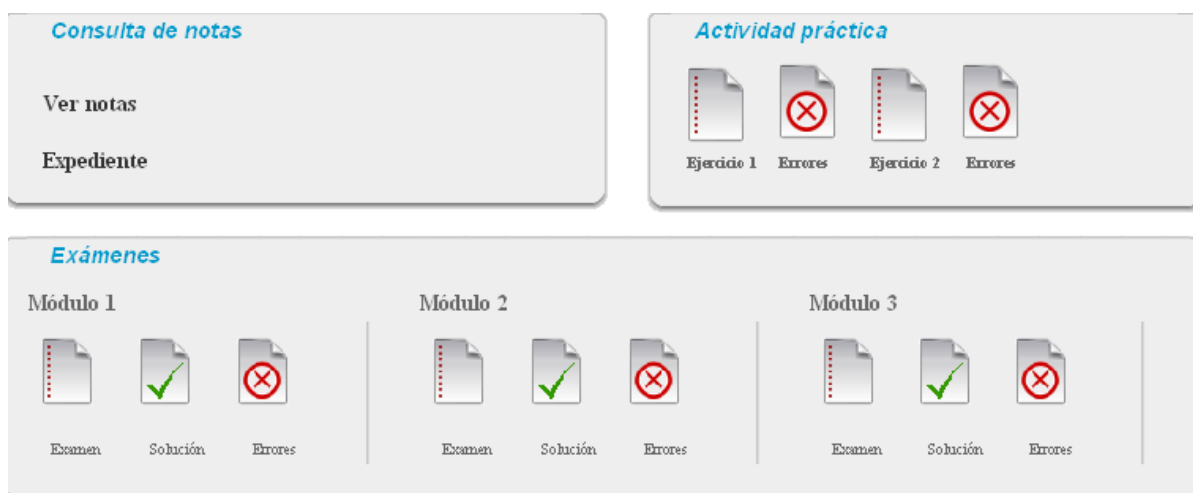 Consulta de notas
Ver notas
Expediente
Actividad práctica
Ejercicio 1 Errores Ejercicio 2 Errores
Exámenes
Módulo 1 Módulo 2 Módulo 3
Examen Solución Errores Examen Solución Errores Examen Solución Errores